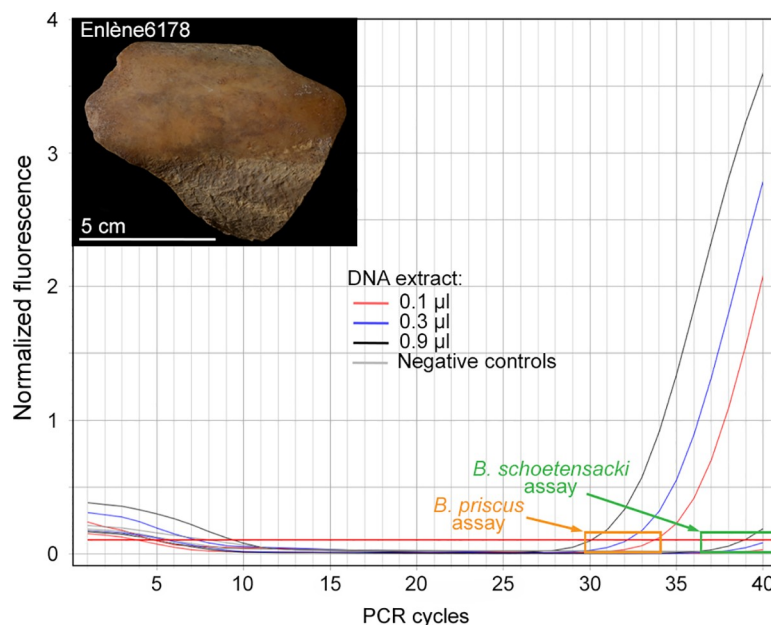 Enlène6178
5 cm
4
3
2
1
0
Normalized fluorescence
DNA extract:
0.1 µl
0.3 µl
0.9 µl
Negative controls
B. schoetensacki
assay
B. priscus
assay
5 10 15 20 25 30 35 40
PCR cycles